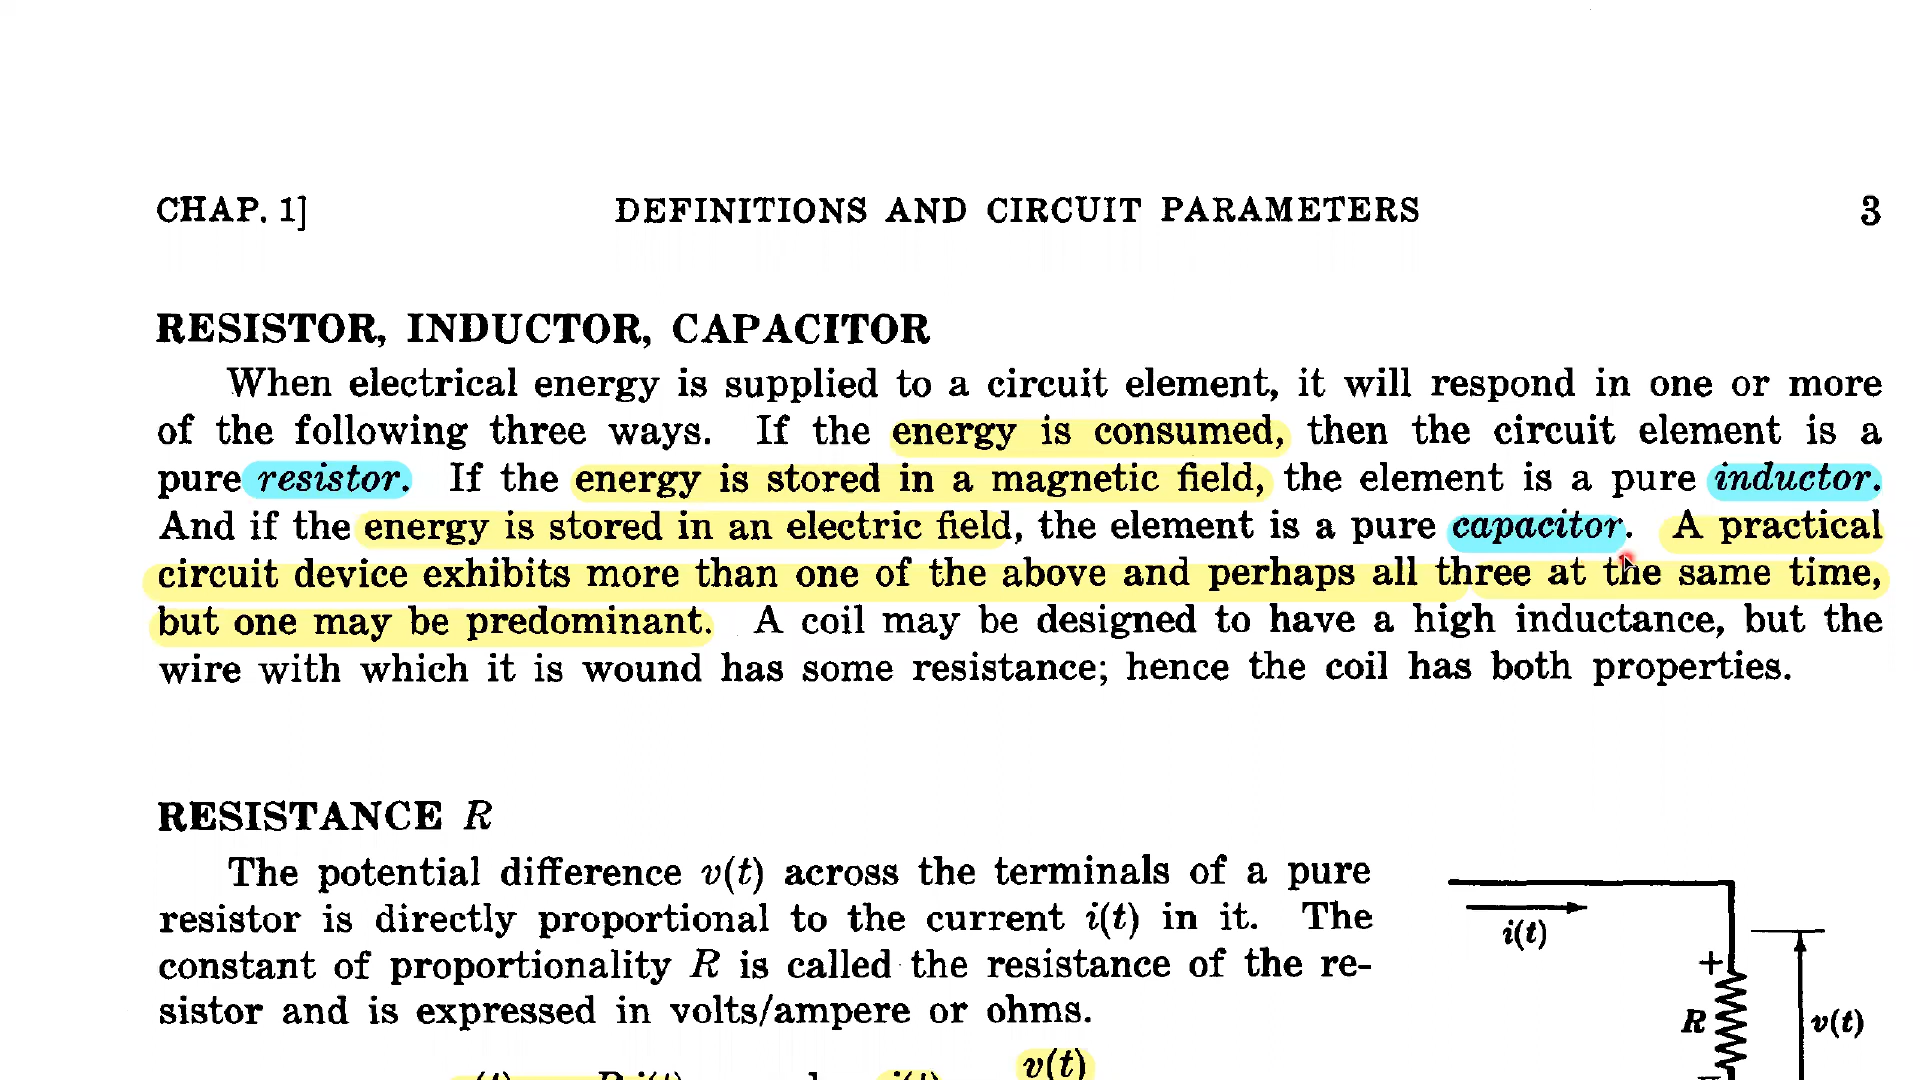 CHAP. 1] DEFINITIONS AND CIRCUIT PARAMETERS 3
RESISTOR, INDUCTOR, CAPACITOR
When electrical energy is supplied to a circuit element, it will respond in one or more
of the following three ways. If the energy is consumed, then the circuit element is a
pure resistor. If the energy is stored in a magnetic field, the element is a pure inductor.
And if the energy is stored in an electric field, the element is a pure capacitor. A practical
circuit device exhibits more than one of the above and perhaps all three at the same time,
but one may be predominant. A coil may be designed to have a high inductance, but the
wire with which it is wound has some resistance; hence the coil has both properties.
RESISTANCE R
The potential difference v(t) across the terminals of a pure
resistor is directly proportional to the current i(t) in it. The
constant of proportionality R is called the resistance of the re-
sistor and is expressed in volts/ampere or ohms.
v(t)
i(t)
+
R
v(t)